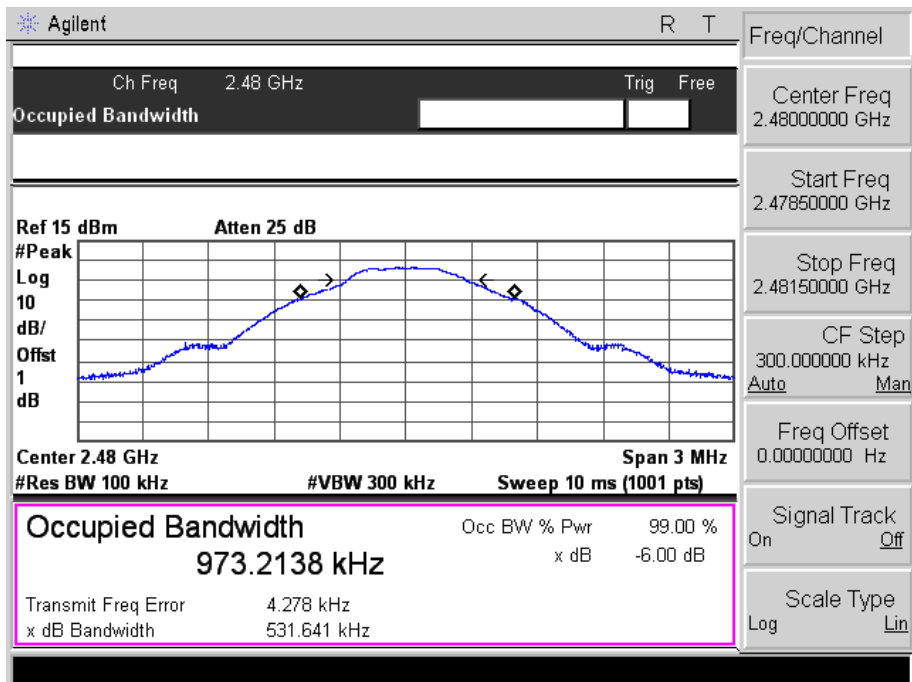 Agilent R T
Ch Freq 2.48 GHz Trig Free
Occupied Bandwidth
Ref 15 dBm Atten 25 dB
#Peak
Log
10
dB/
Offst
1
dB
Center 2.48 GHz Span 3 MHz
#Res BW 100 kHz #VBW 300 kHz Sweep 10 ms (1001 pts)
Occupied Bandwidth
973.2138 kHz
Occ BW % Pwr 99.00 %
x dB -6.00 dB
Transmit Freq Error 4.278 kHz
x dB Bandwidth 531.641 kHz
Freq/Channel
Center Freq
2.48000000 GHz
Start Freq
2.47850000 GHz
Stop Freq
2.48150000 GHz
CF Step
300.000000 kHz
Auto Man
Freq Offset
0.00000000 Hz
Signal Track
On Off
Scale Type
Log Lin